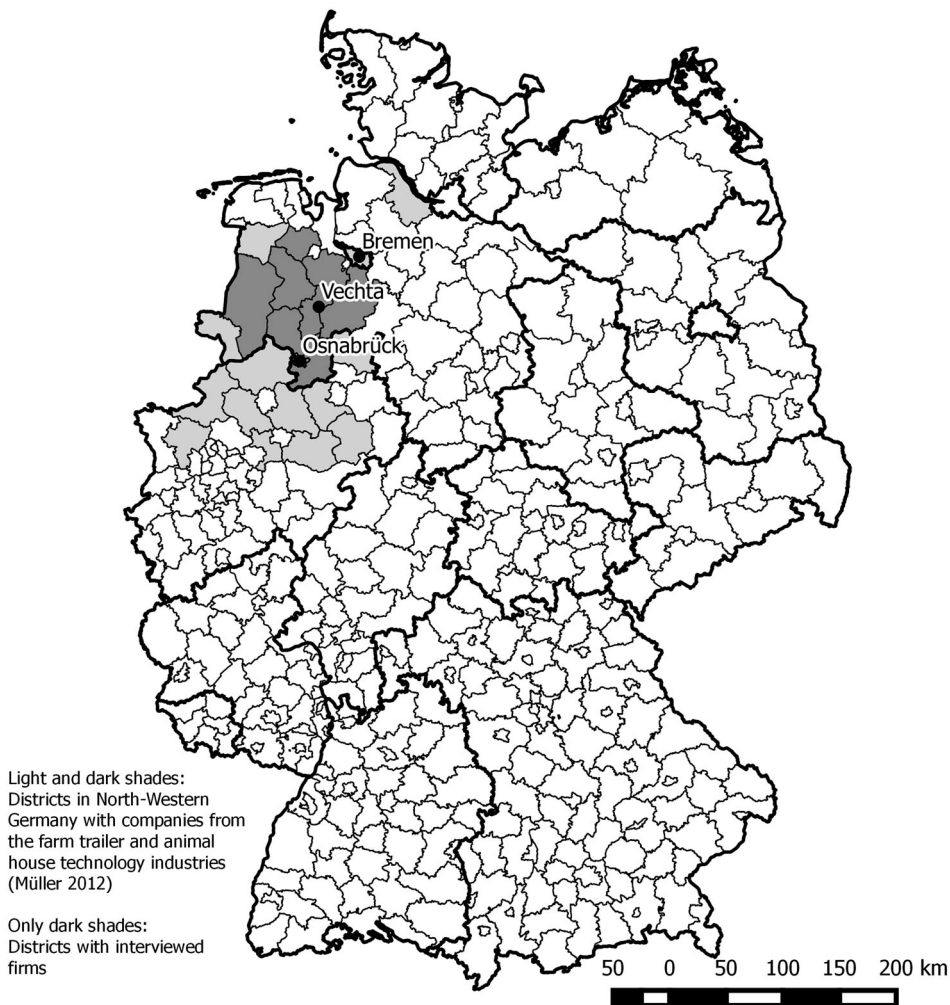 Bremen
Vechta
Osnabrück
Light and dark shades:
Districts in North-Western
Germany with companies from
the farm trailer and animal
house technology industries
(Müller 2012)
Only dark shades:
Districts with interviewed
firms
50 0 50 100 150 200 km